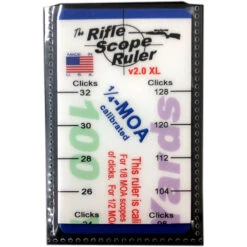 The Rifle
Scope Ruler
MADE IN
U.S.A.
v2.0 XL
Clicks
Clicks
1/4-MOA
calibrated
32
128
30
120
28
112
26
104
24
Clicks
Clicks
100
This ruler is cali
For 1/8 MOA scopes
of clicks. For 1/2 MO